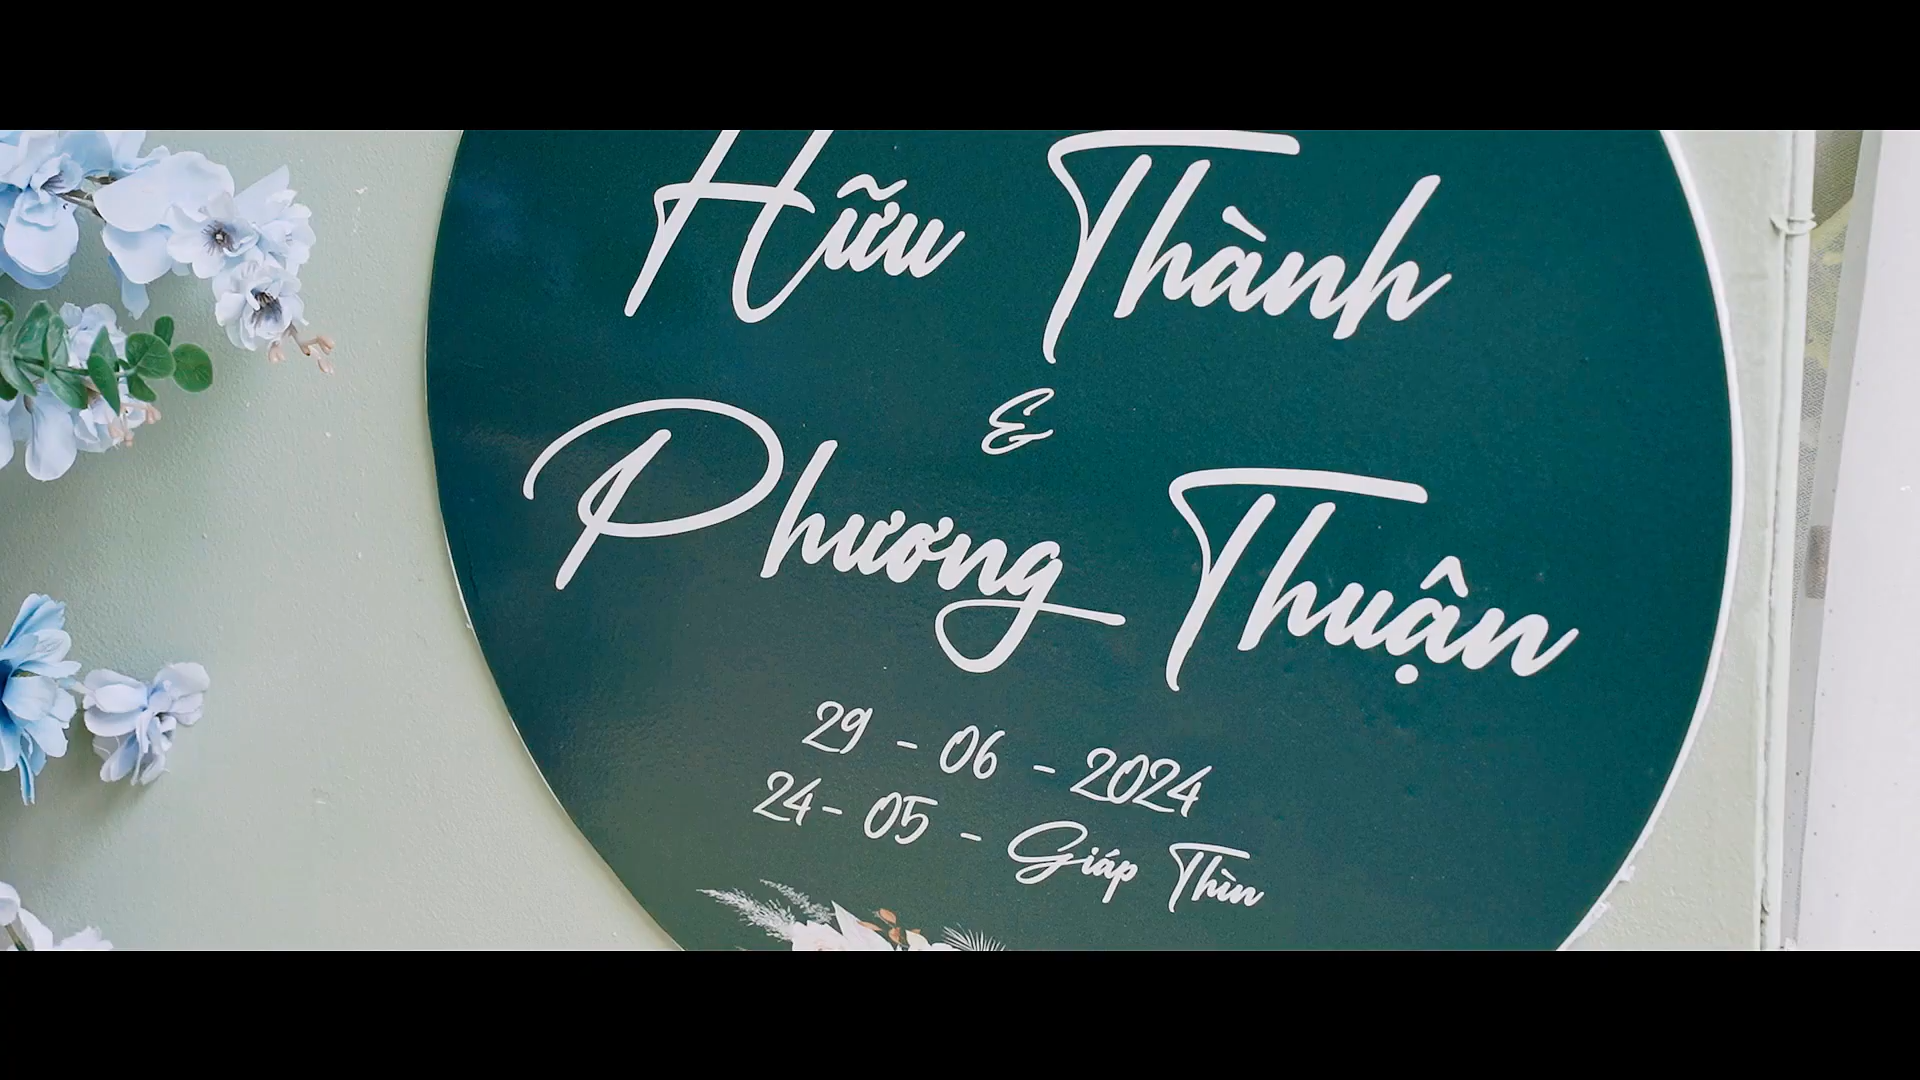 Hữu Thành
&
Phương Thuận
29 - 06 - 2024
24 - 05 - Giáp Thìn